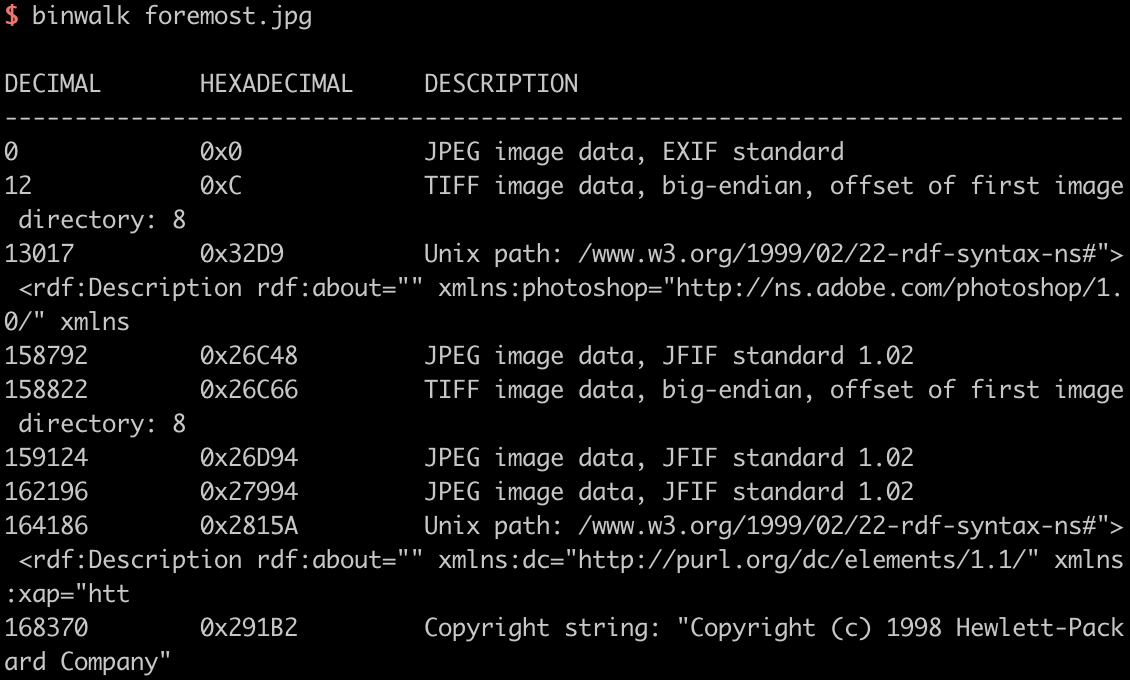 $ binwalk foremost.jpg
DECIMAL       HEXADECIMAL     DESCRIPTION
--------------------------------------------------------------------------------
0             0x0             JPEG image data, EXIF standard
12            0xC             TIFF image data, big-endian, offset of first image
 directory: 8
13017         0x32D9          Unix path: /www.w3.org/1999/02/22-rdf-syntax-ns#">
 <rdf:Description rdf:about="" xmlns:photoshop="http://ns.adobe.com/photoshop/1.
0/" xmlns
158792        0x26C48         JPEG image data, JFIF standard 1.02
158822        0x26C66         TIFF image data, big-endian, offset of first image
 directory: 8
159124        0x26D94         JPEG image data, JFIF standard 1.02
162196        0x27994         JPEG image data, JFIF standard 1.02
164186        0x2815A         Unix path: /www.w3.org/1999/02/22-rdf-syntax-ns#">
 <rdf:Description rdf:about="" xmlns:dc="http://purl.org/dc/elements/1.1/" xmlns
:xap="htt
168370        0x291B2         Copyright string: "Copyright (c) 1998 Hewlett-Pack
ard Company"